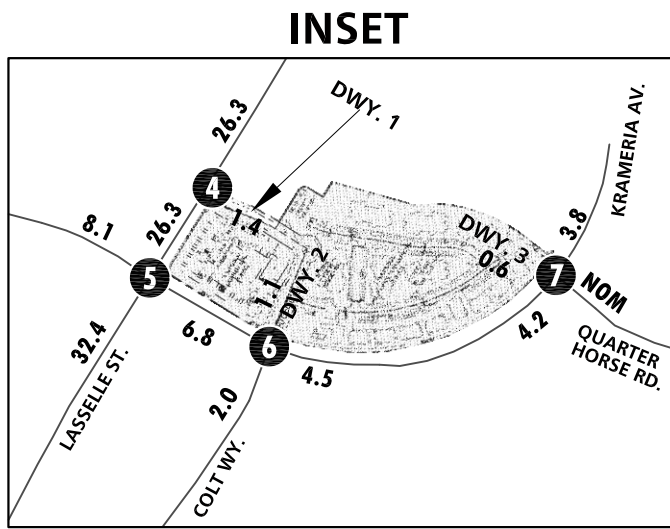 INSET
DWY. 1
26.3
KRAMERIA AV.
4
26.3
1.4
8.1
3.8
DWY. 3
0.6
5
DWY. 2
1.1
7
NOM
6.8
4.2
QUARTER
HORSE RD.
32.4
6
4.5
LASSELLE ST.
2.0
COLT WY.